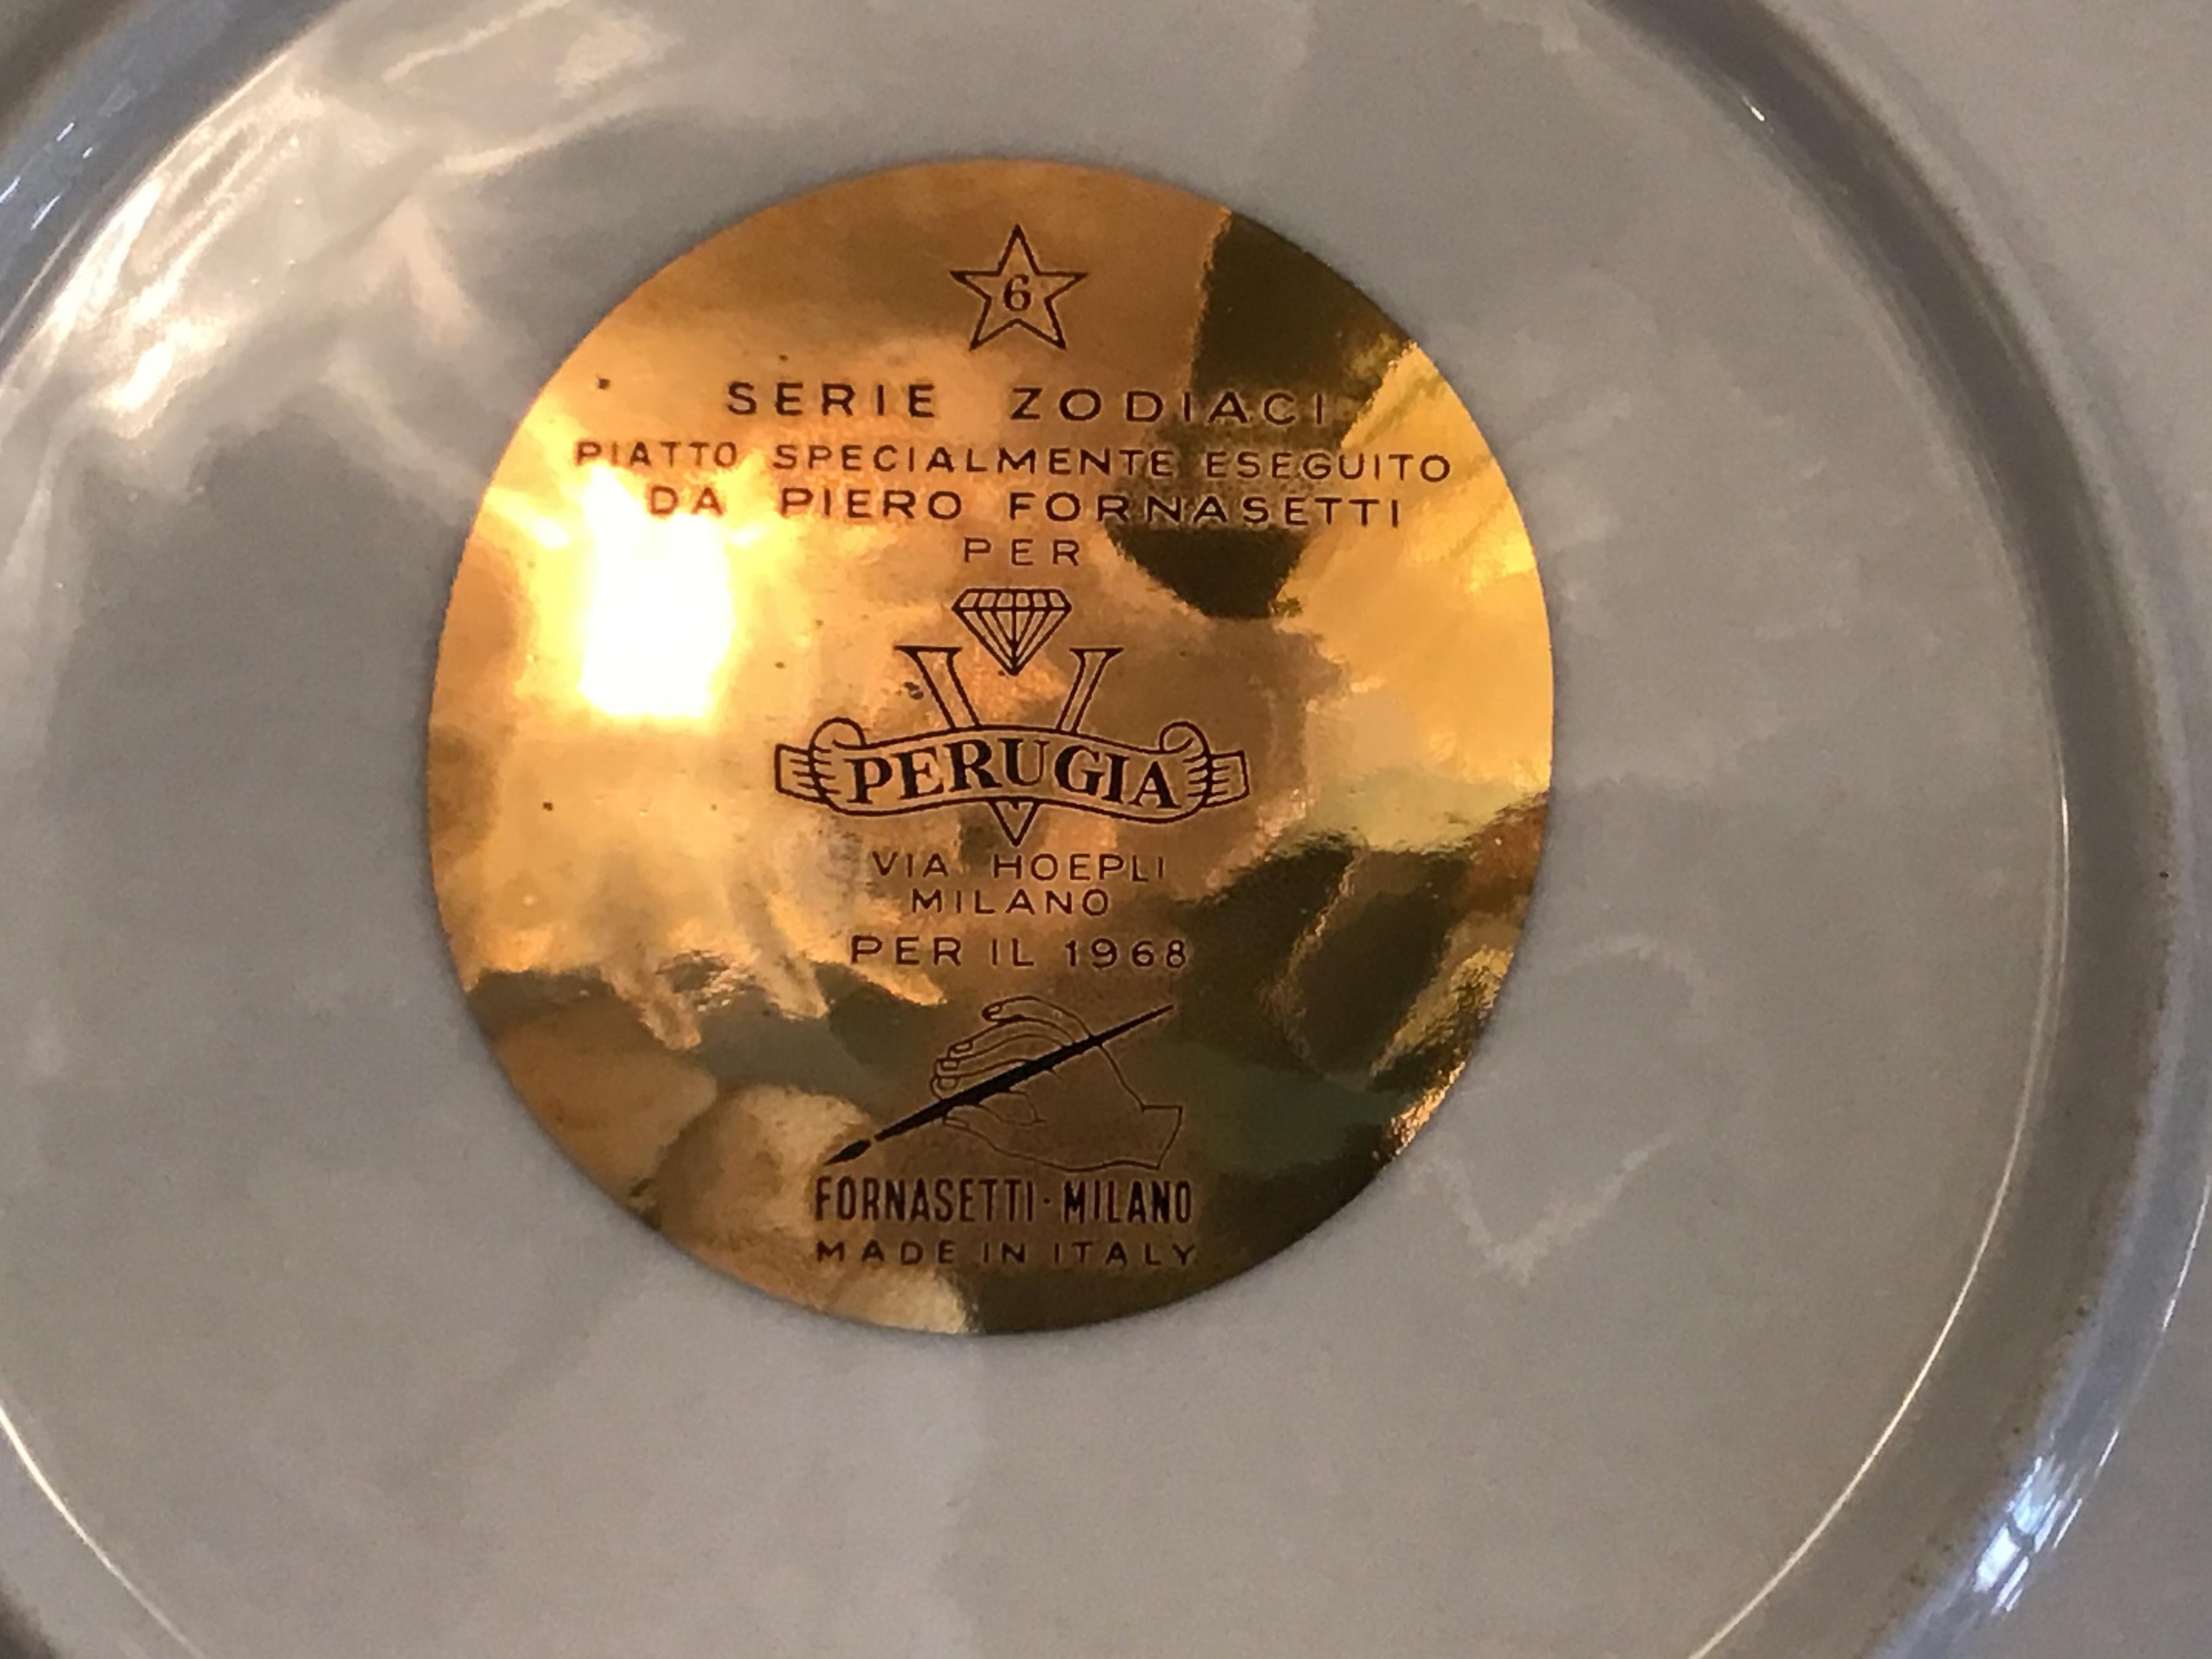 6
SERIE ZODIACI
PIATTO SPECIALMENTE ESEGUITO
DA PIERO FORNASETTI
PER
V
PERUGIA
VIA HOEPLI
MILANO
PER IL 1968
FORNASETTI·MILANO
MADE IN ITALY